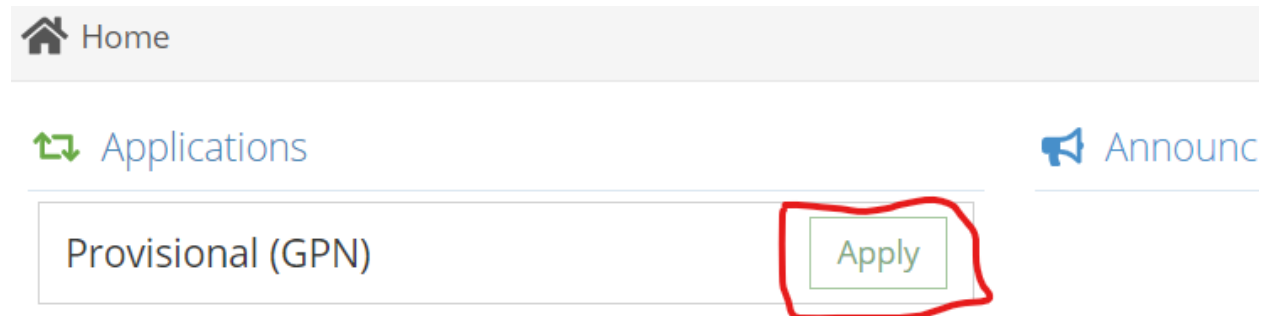 Home
Applications
Announc
Provisional (GPN)
Apply